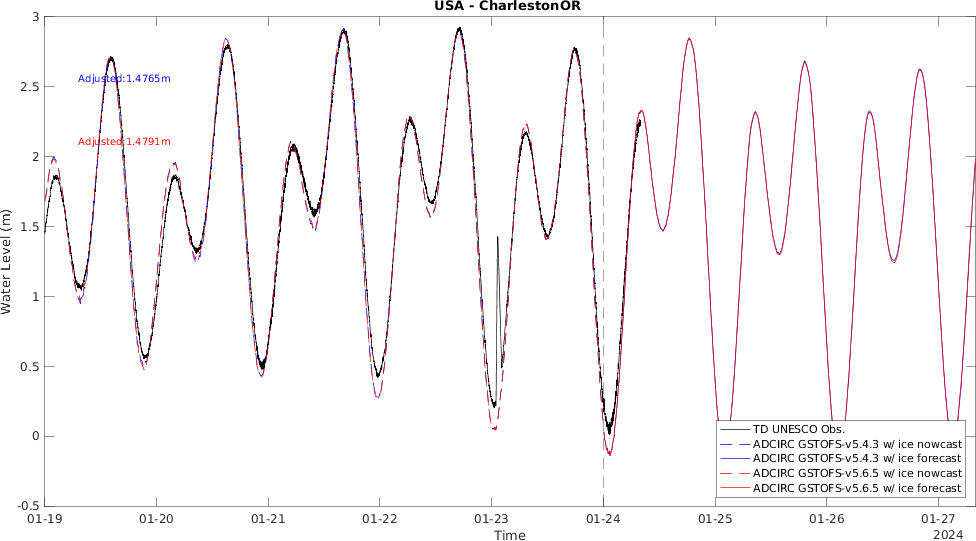 USA - CharlestonOR
3
2.5
2
1.5
1
0.5
0
-0.5
Water Level (m)
Adjusted:1.4765m
Adjusted:1.4791m
TD UNESCO Obs.
ADCIRC GSTOFS-v5.4.3 w/ ice nowcast
ADCIRC GSTOFS-v5.4.3 w/ ice forecast
ADCIRC GSTOFS-v5.6.5 w/ ice nowcast
ADCIRC GSTOFS-v5.6.5 w/ ice forecast
01-19 01-20 01-21 01-22 01-23 01-24 01-25 01-26 01-27
Time
2024